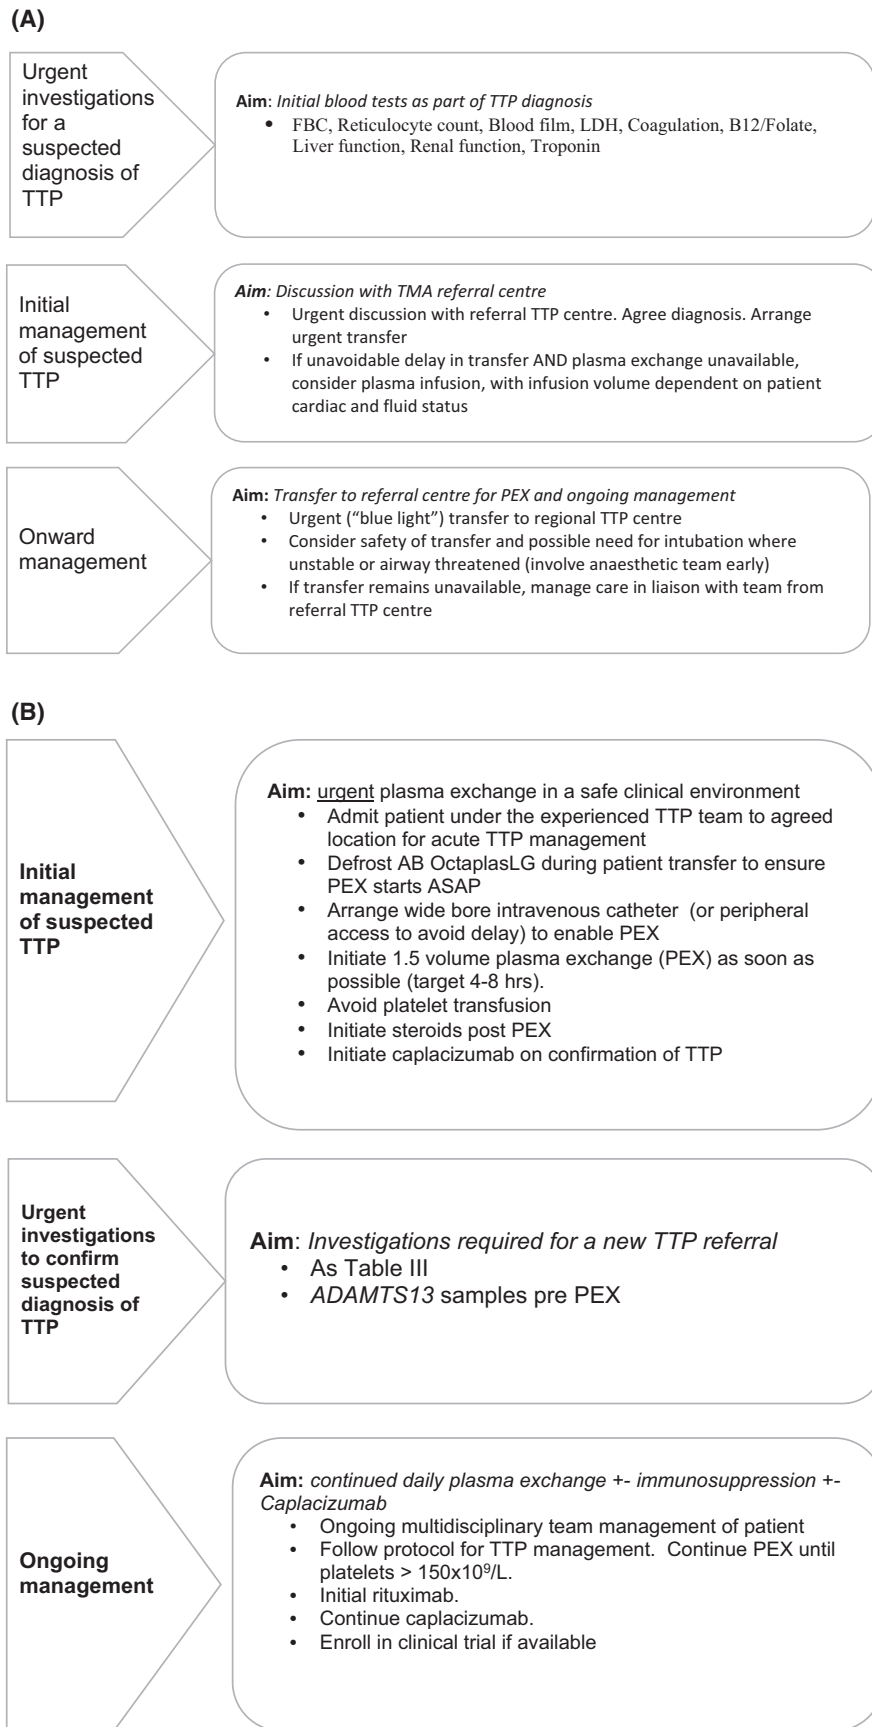 (A)
Urgent
investigations
for a
suspected
diagnosis of
TTP
Aim: Initial blood tests as part of TTP diagnosis
• FBC, Reticulocyte count, Blood film, LDH, Coagulation, B12/Folate,
Liver function, Renal function, Troponin
Initial
management
of suspected
TTP
Aim: Discussion with TMA referral centre
• Urgent discussion with referral TTP centre. Agree diagnosis. Arrange
urgent transfer
• If unavoidable delay in transfer AND plasma exchange unavailable,
consider plasma infusion, with infusion volume dependent on patient
cardiac and fluid status
Onward
management
Aim: Transfer to referral centre for PEX and ongoing management
• Urgent (“blue light”) transfer to regional TTP centre
• Consider safety of transfer and possible need for intubation where
unstable or airway threatened (involve anaesthetic team early)
• If transfer remains unavailable, manage care in liaison with team from
referral TTP centre
(B)
Initial
management
of suspected
TTP
Aim: urgent plasma exchange in a safe clinical environment
• Admit patient under the experienced TTP team to agreed
location for acute TTP management
• Defrost AB OctaplasLG during patient transfer to ensure
PEX starts ASAP
• Arrange wide bore intravenous catheter (or peripheral
access to avoid delay) to enable PEX
• Initiate 1.5 volume plasma exchange (PEX) as soon as
possible (target 4-8 hrs).
• Avoid platelet transfusion
• Initiate steroids post PEX
• Initiate caplacizumab on confirmation of TTP
Urgent
investigations
to confirm
suspected
diagnosis of
TTP
Aim: Investigations required for a new TTP referral
• As Table III
• ADAMTS13 samples pre PEX
Ongoing
management
Aim: continued daily plasma exchange +- immunosuppression +-
Caplacizumab
• Ongoing multidisciplinary team management of patient
• Follow protocol for TTP management. Continue PEX until
platelets > 150x10⁹/L.
• Initial rituximab.
• Continue caplacizumab.
• Enroll in clinical trial if available